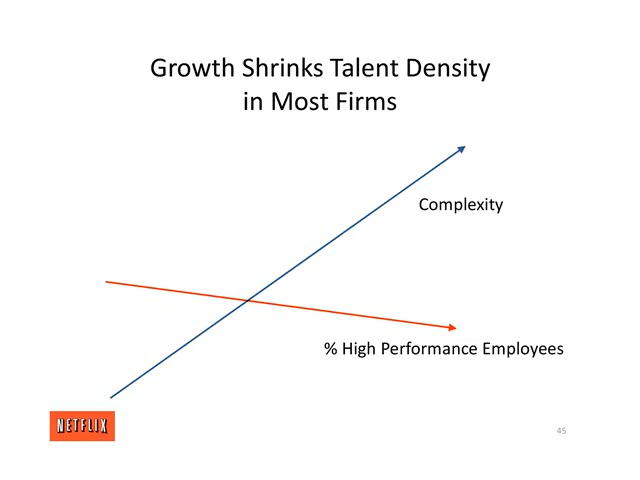 Growth Shrinks Talent Density
in Most Firms
Complexity
% High Performance Employees
NETFLIX
45